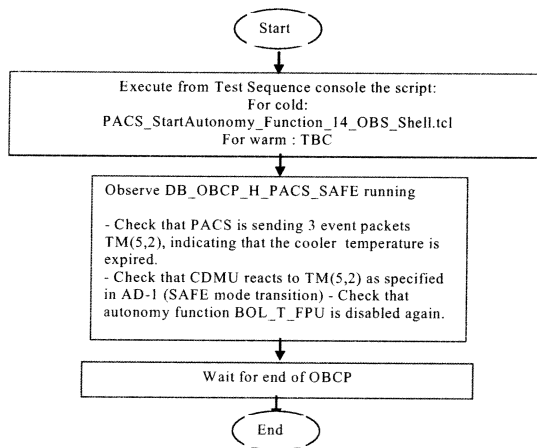 Start
Execute from Test Sequence console the script:
For cold:
PACS_StartAutonomy_Function_14_OBS_Shell.tcl
For warm : TBC
Observe DB_OBCP_H_PACS_SAFE running
- Check that PACS is sending 3 event packets
TM(5,2), indicating that the cooler temperature is
expired.
- Check that CDMU reacts to TM(5,2) as specified
in AD-1 (SAFE mode transition) - Check that
autonomy function BOL_T_FPU is disabled again.
Wait for end of OBCP
End